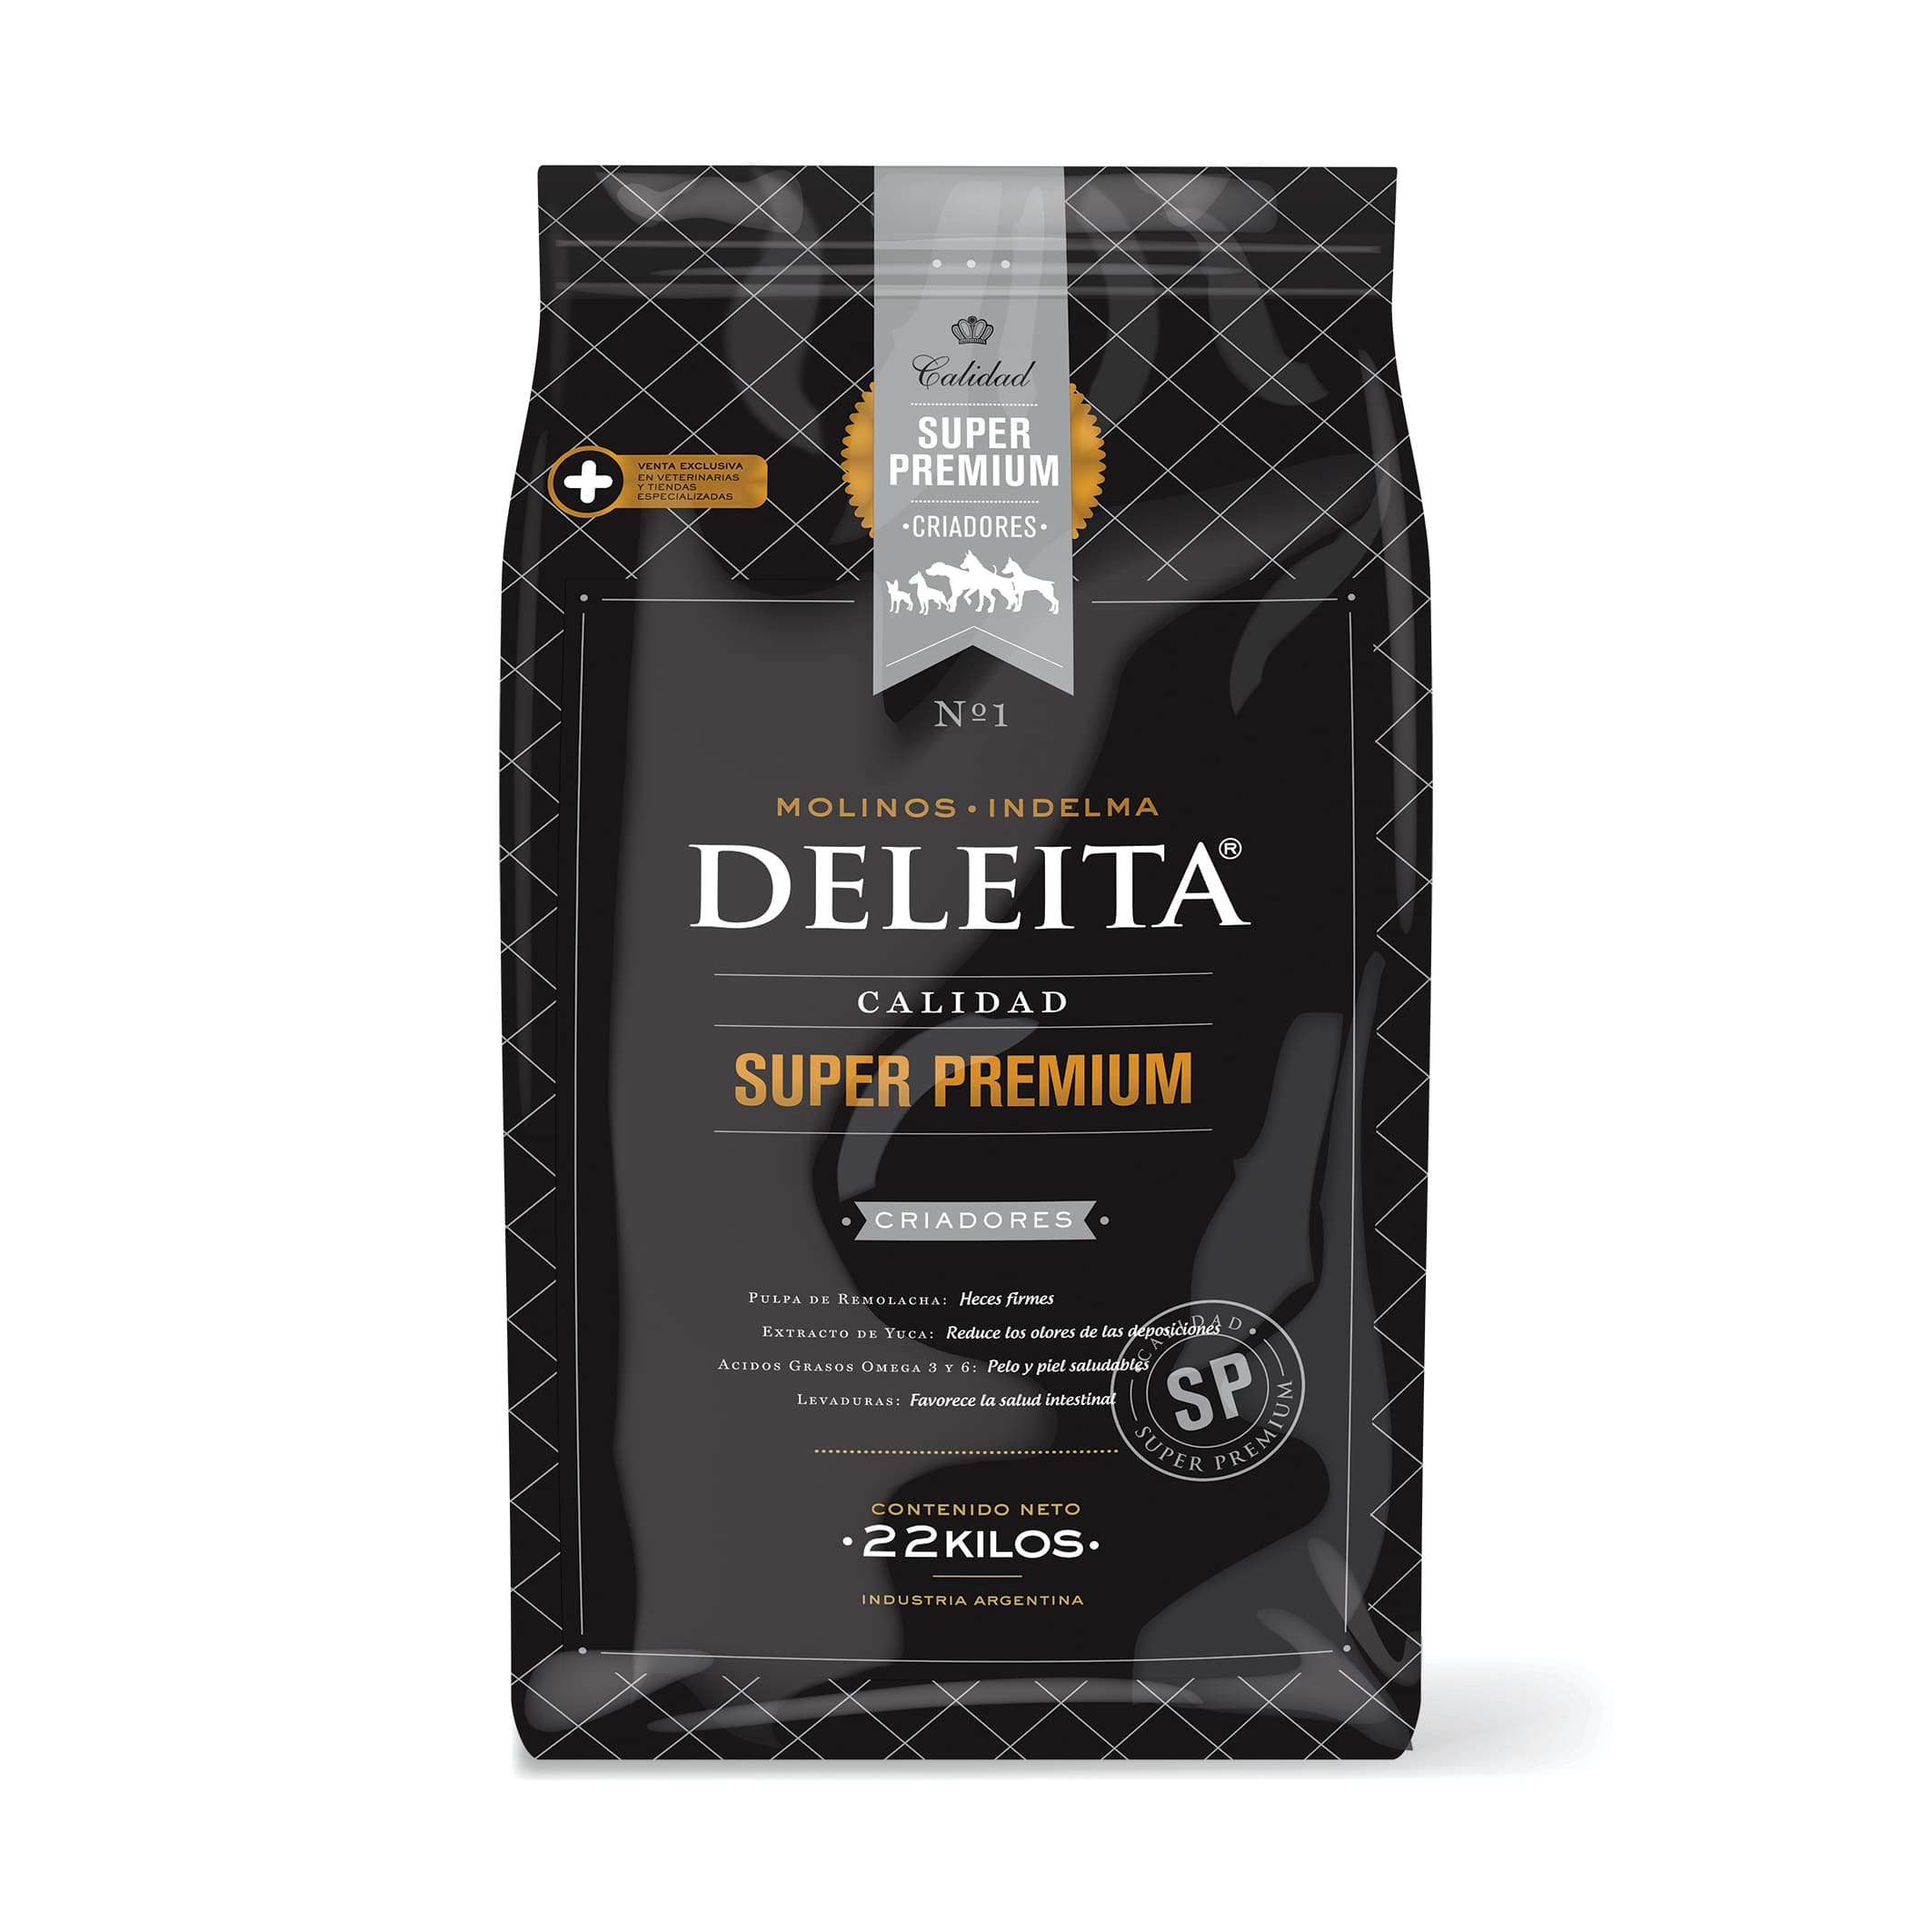 Calidad
SUPER
PREMIUM
•CRIADORES•
VENTA EXCLUSIVA
EN VETERINARIAS
Y TIENDAS
ESPECIALIZADAS
Nº1
MOLINOS • INDELMA
DELEITA®
CALIDAD
SUPER PREMIUM
• CRIADORES •
PULPA DE REMOLACHA: Heces firmes
EXTRACTO DE YUCA: Reduce los olores de las deposiciones
ACIDOS GRASOS OMEGA 3 Y 6: Pelo y piel saludables
LEVADURAS: Favorece la salud intestinal
• CALIDAD •
SP
SUPER PREMIUM
CONTENIDO NETO
•22KILOS•
INDUSTRIA ARGENTINA